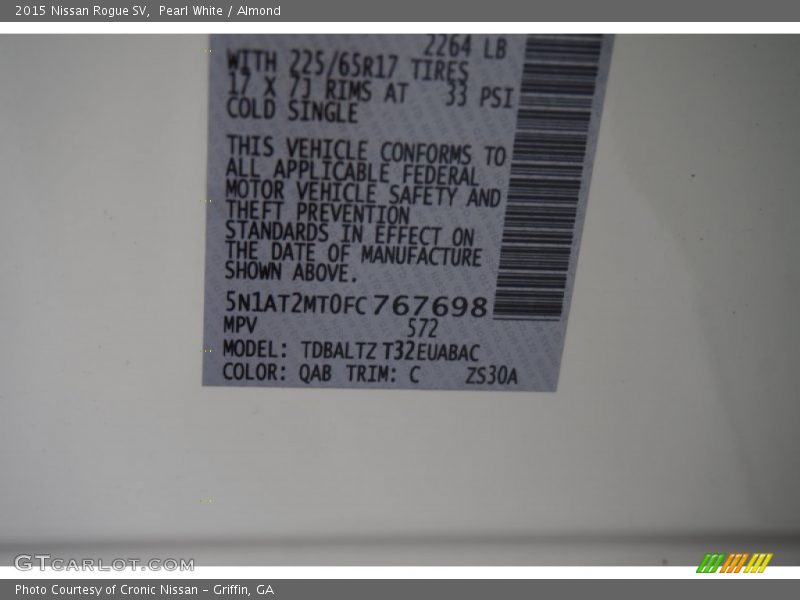 2015 Nissan Rogue SV, Pearl White / Almond
2264 LB
WITH 225/65R17 TIRES
17 X 7J RIMS AT 33 PSI
COLD SINGLE
THIS VEHICLE CONFORMS TO
ALL APPLICABLE FEDERAL
MOTOR VEHICLE SAFETY AND
THEFT PREVENTION
STANDARDS IN EFFECT ON
THE DATE OF MANUFACTURE
SHOWN ABOVE.
5N1AT2MT0FC767698
MPV 572
MODEL: TDBALTZ T32EUABAC
COLOR: QAB TRIM: C ZS30A
GTCARLOT.COM
Photo Courtesy of Cronic Nissan – Griffin, GA